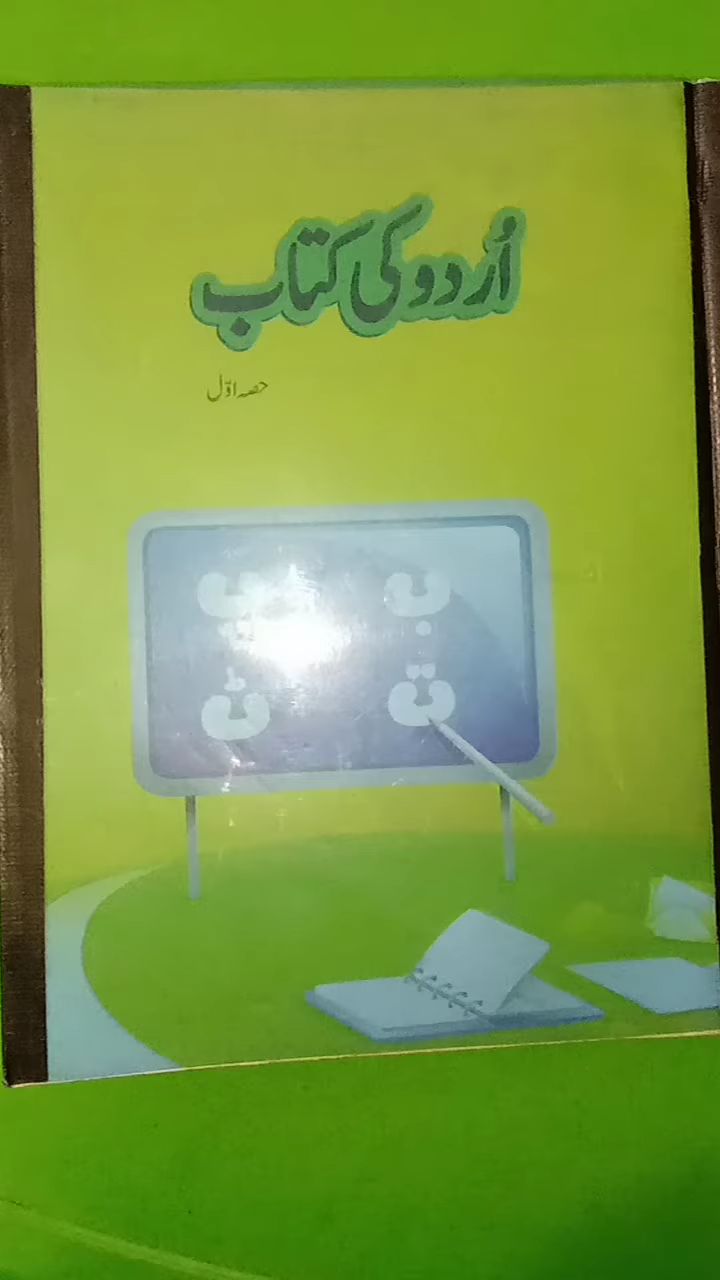 اُردو کی کتاب
حصہ اوّل
ب پ
ت ٹ